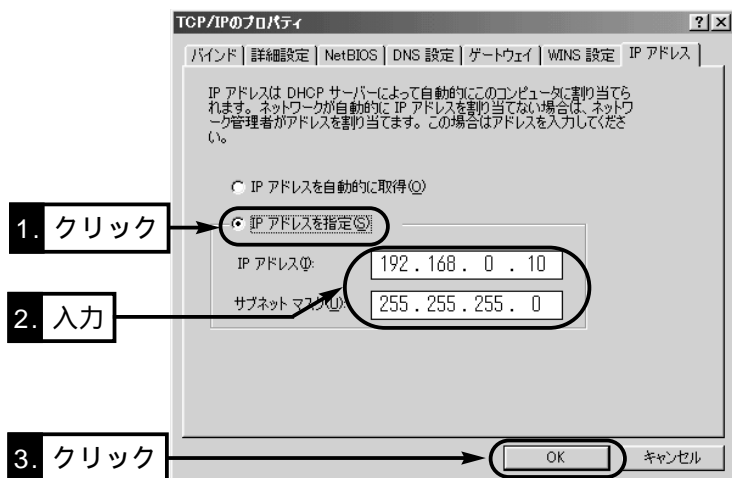 TCP/IPのプロパティ
? ×
バインド 詳細設定 NetBIOS DNS 設定 ゲートウェイ WINS 設定 IP アドレス
IP アドレスは DHCP サーバーによって自動的にこのコンピュータに割り当てら
れます。ネットワークが自動的に IP アドレスを割り当てない場合は、ネットワ
ーク管理者がアドレスを割り当てます。この場合はアドレスを入力してくださ
い。
IP アドレスを自動的に取得(O)
1. クリック
IP アドレスを指定(S)
IP アドレス(I):
192 . 168 . 0 . 10
サブネット マスク(U):
255 . 255 . 255 . 0
2. 入力
3. クリック
OK
キャンセル